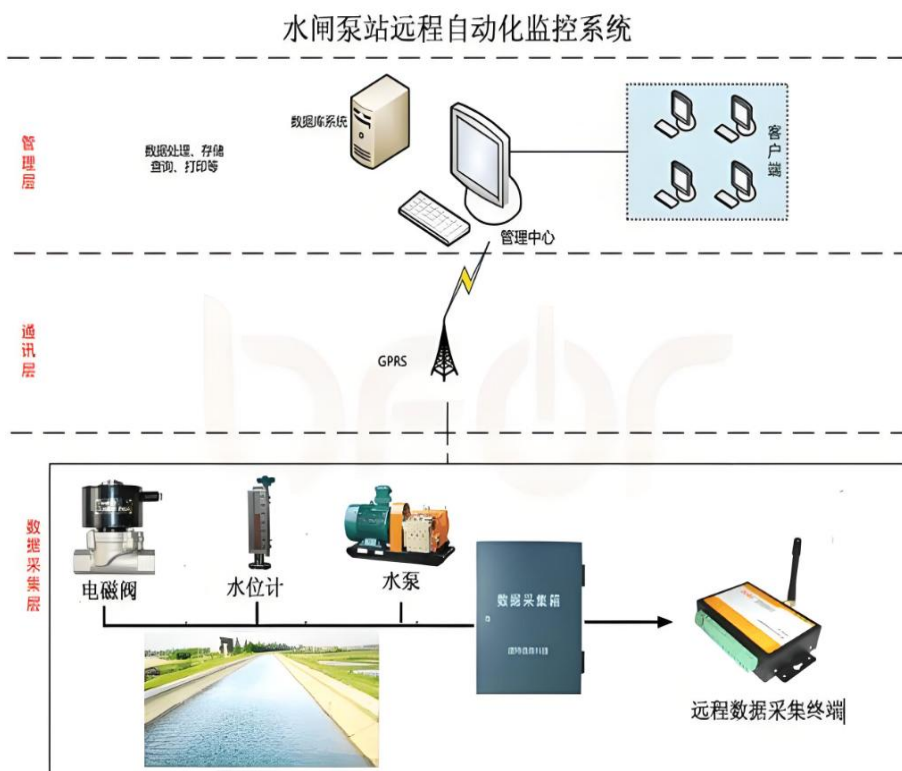 水闸泵站远程自动化监控系统
管理层
数据处理、存储
查询、打印等
数据库系统
客户端
管理中心
通讯层
GPRS
数据采集层
电磁阀
水位计
水泵
数据采集箱
远程数据采集终端